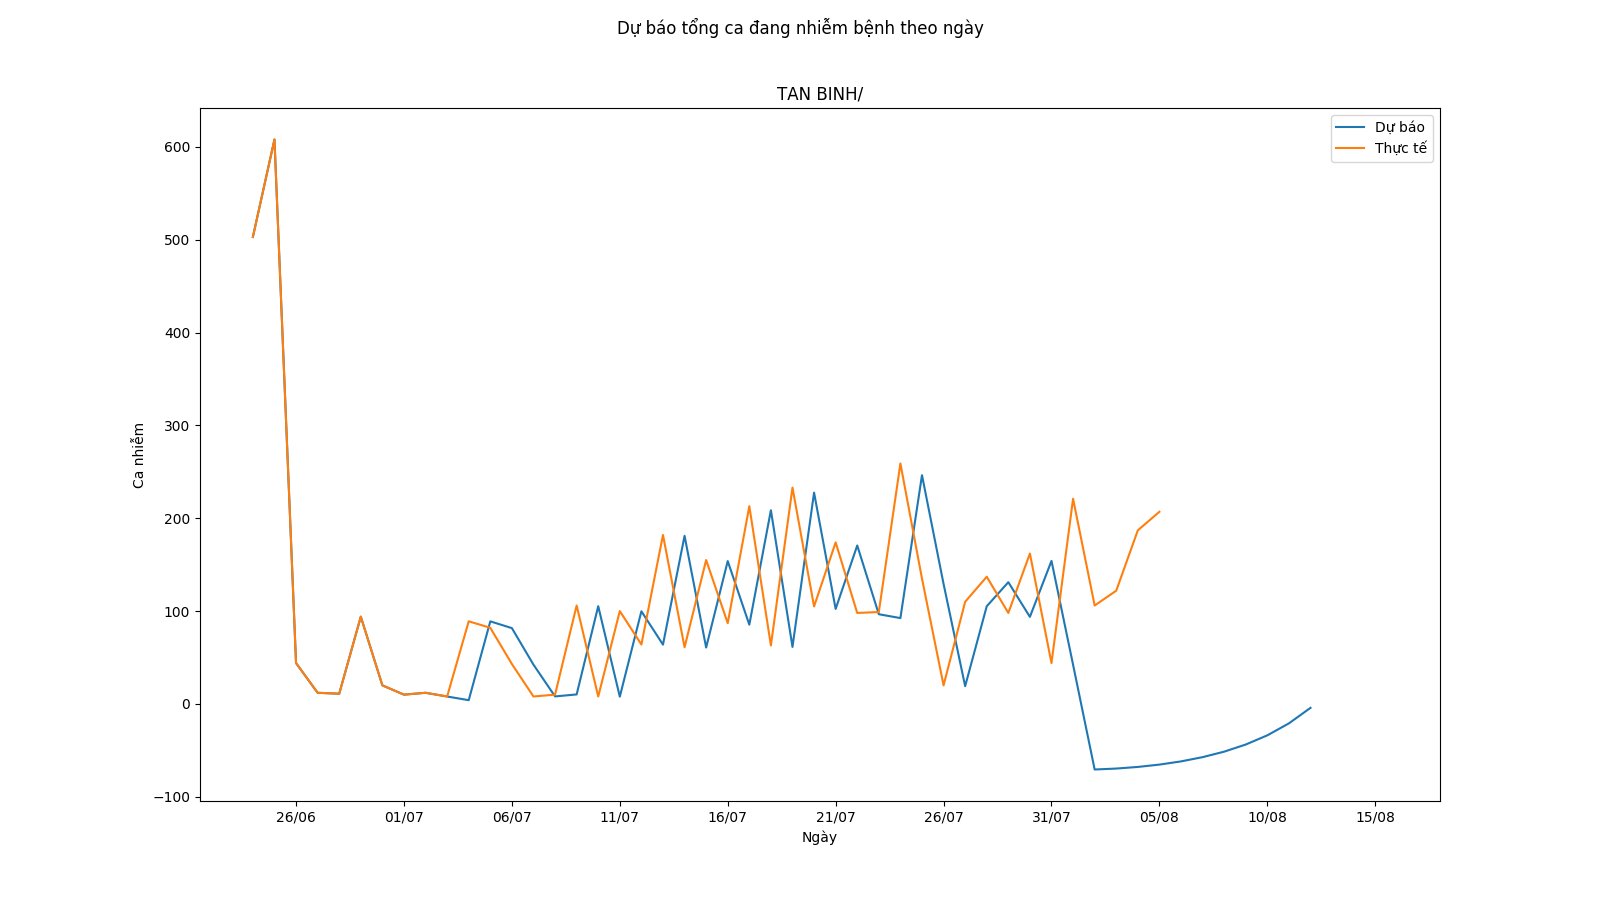 Dự báo tổng ca đang nhiễm bệnh theo ngày
TAN BINH/
Dự báo
Thực tế
600
500
400
300
200
100
0
−100
Ca nhiễm
26/06 01/07 06/07 11/07 16/07 21/07 26/07 31/07 05/08 10/08 15/08
Ngày